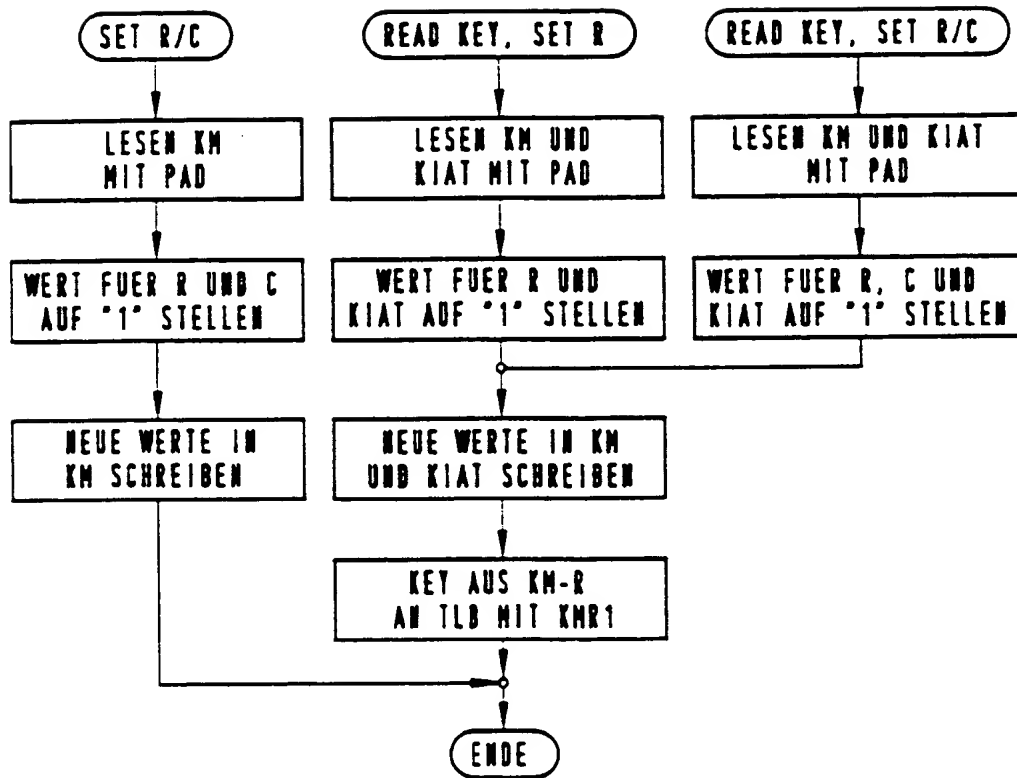 SET R/C
READ KEY, SET R
READ KEY, SET R/C
LESEN KM
MIT PAD
LESEN KM UND
KIAT MIT PAD
LESEN KM UND KIAT
MIT PAD
WERT FUER R UND C
AUF "1" STELLEN
WERT FUER R UND
KIAT AUF "1" STELLEN
WERT FUER R, C UND
KIAT AUF "1" STELLEN
NEUE WERTE IN
KM SCHREIBEN
NEUE WERTE IN KM
UND KIAT SCHREIBEN
KEY AUS KM-R
AN TLB MIT KMR1
ENDE